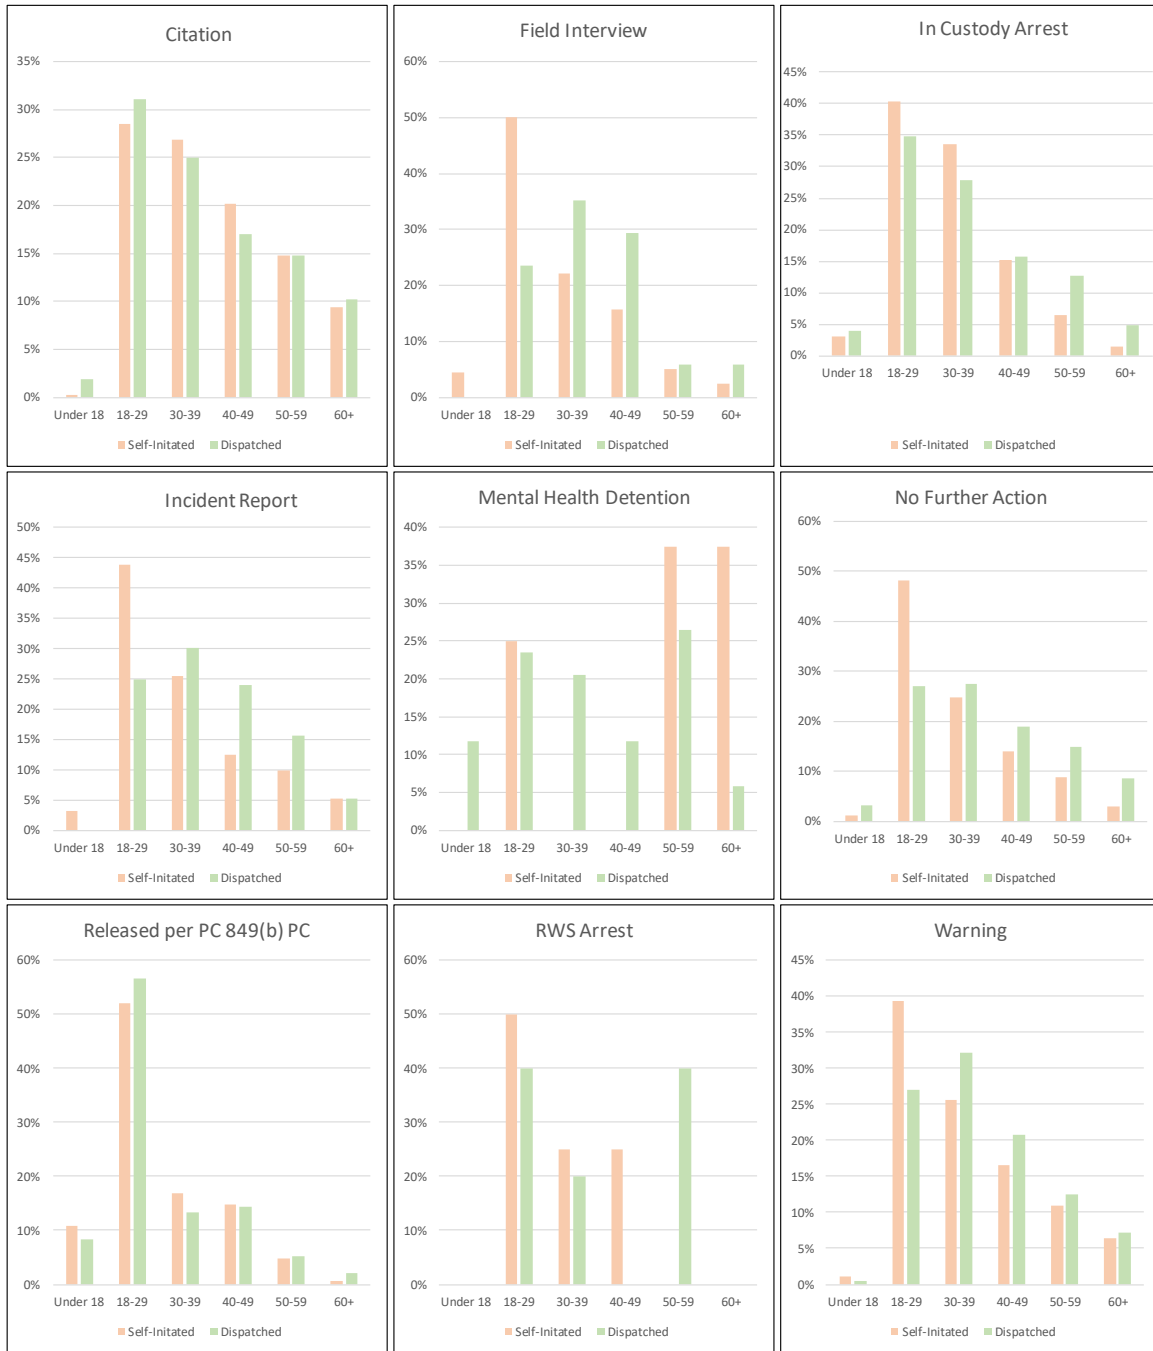 Citation
35%
30%
25%
20%
15%
10%
5%
0%
Under 18 18-29 30-39 40-49 50-59 60+
Self-Initated Dispatched
Field Interview
60%
50%
40%
30%
20%
10%
0%
Under 18 18-29 30-39 40-49 50-59 60+
Self-Initated Dispatched
In Custody Arrest
45%
40%
35%
30%
25%
20%
15%
10%
5%
0%
Under 18 18-29 30-39 40-49 50-59 60+
Self-Initated Dispatched
Incident Report
50%
45%
40%
35%
30%
25%
20%
15%
10%
5%
0%
Under 18 18-29 30-39 40-49 50-59 60+
Self-Initated Dispatched
Mental Health Detention
40%
35%
30%
25%
20%
15%
10%
5%
0%
Under 18 18-29 30-39 40-49 50-59 60+
Self-Initated Dispatched
No Further Action
60%
50%
40%
30%
20%
10%
0%
Under 18 18-29 30-39 40-49 50-59 60+
Self-Initated Dispatched
Released per PC 849(b) PC
60%
50%
40%
30%
20%
10%
0%
Under 18 18-29 30-39 40-49 50-59 60+
Self-Initated Dispatched
RWS Arrest
60%
50%
40%
30%
20%
10%
0%
Under 18 18-29 30-39 40-49 50-59 60+
Self-Initated Dispatched
Warning
45%
40%
35%
30%
25%
20%
15%
10%
5%
0%
Under 18 18-29 30-39 40-49 50-59 60+
Self-Initated Dispatched